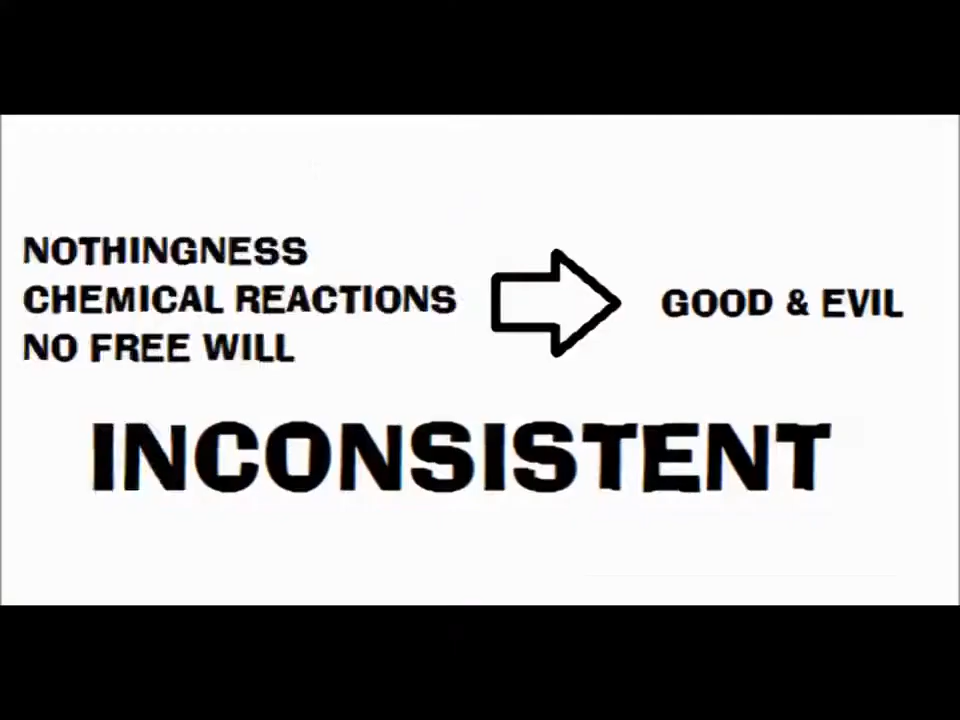 NOTHINGNESS
CHEMICAL REACTIONS
NO FREE WILL
GOOD & EVIL
INCONSISTENT